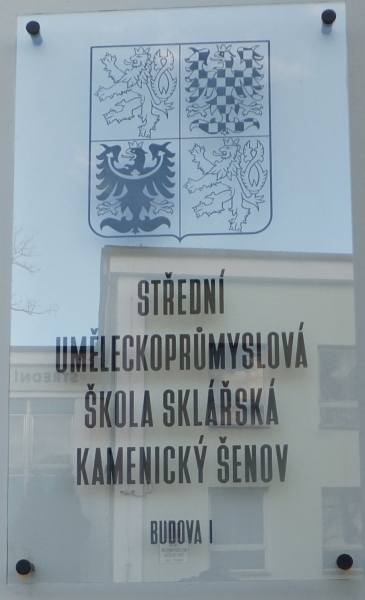 STŘEDNÍ
UMĚLECKOPRŮMYSLOVÁ
ŠKOLA SKLÁŘSKÁ
KAMENICKÝ ŠENOV
BUDOVA I